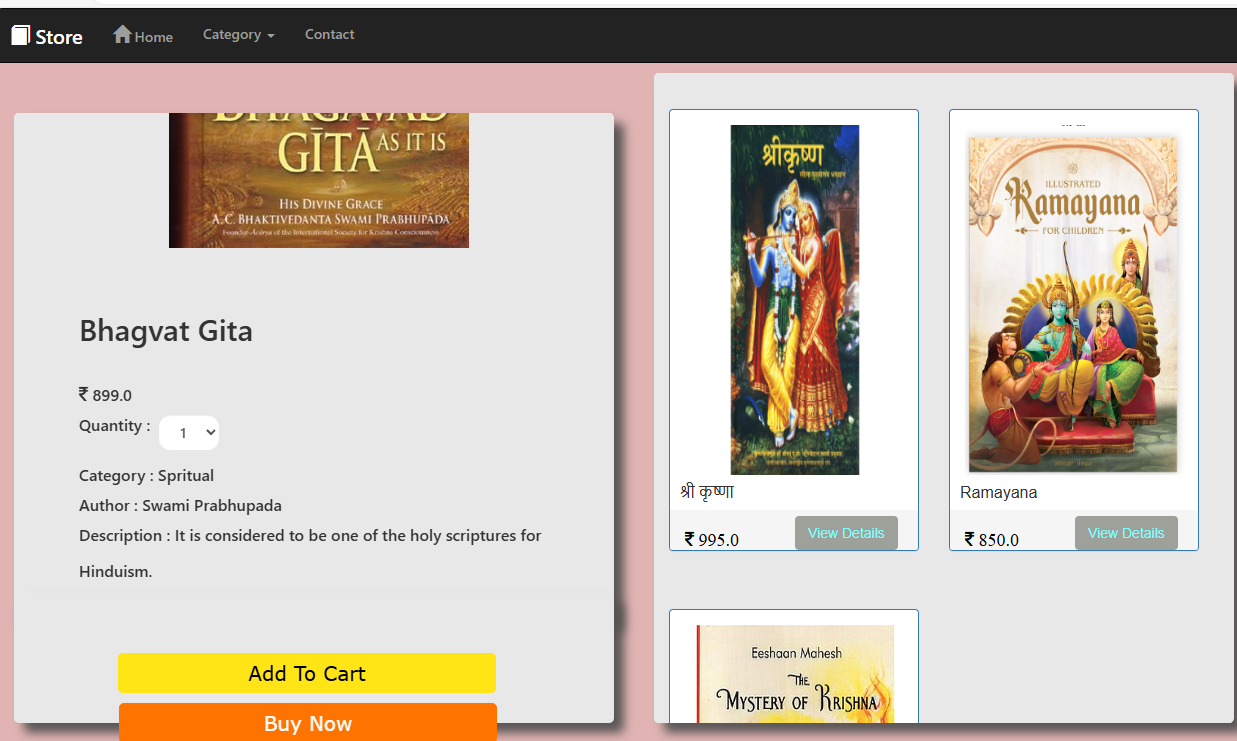 Store
Home
Category
Contact
BHAGAVAD
GĪTĀ AS IT IS
HIS DIVINE GRACE
A.C. BHAKTIVEDANTA SWAMI PRABHUPĀDA
Founder-Ācārya of the International Society for Krishna Consciousness
Bhagvat Gita
₹ 899.0
Quantity : 1
Category : Spritual
Author : Swami Prabhupada
Description : It is considered to be one of the holy scriptures for
Hinduism.
Add To Cart
Buy Now
श्रीकृष्ण
श्री कृष्णा
₹ 995.0
View Details
ILLUSTRATED
Ramayana
FOR CHILDREN
Ramayana
₹ 850.0
View Details
Eeshaan Mahesh
THE
MYSTERY OF KRISHNA